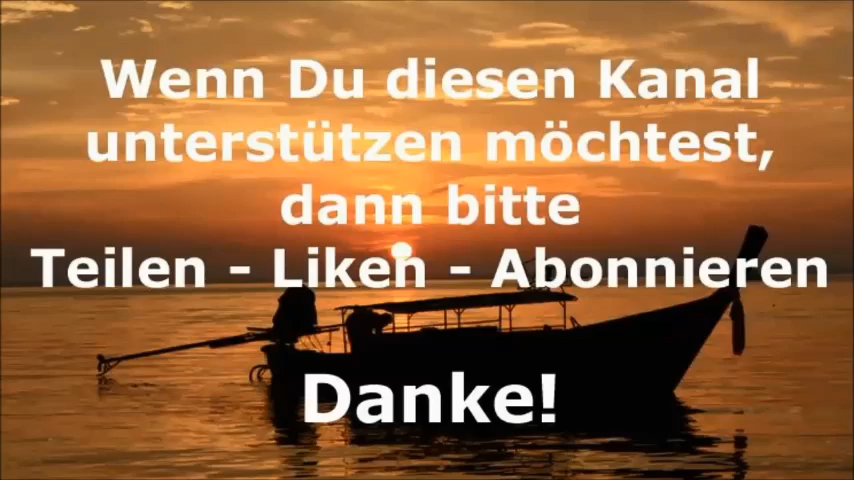 Wenn Du diesen Kanal
unterstützen möchtest,
dann bitte
Teilen - Liken - Abonnieren
Danke!